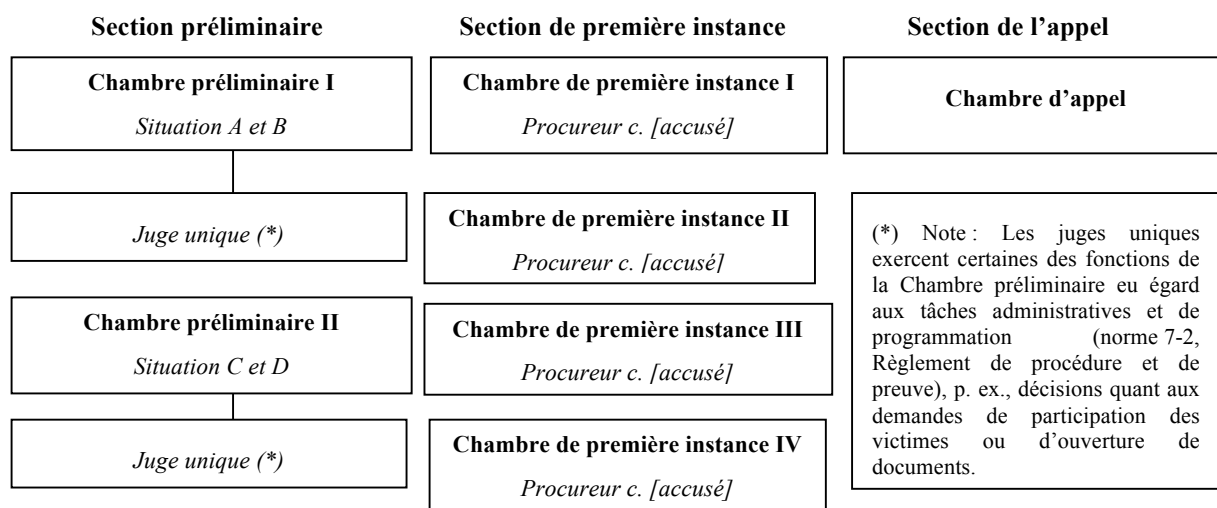 Section préliminaire
Section de première instance
Section de l’appel
Chambre préliminaire I
Situation A et B
Chambre de première instance I
Procureur c. [accusé]
Chambre d’appel
Juge unique (*)
Chambre de première instance II
Procureur c. [accusé]
Chambre préliminaire II
Situation C et D
Chambre de première instance III
Procureur c. [accusé]
Juge unique (*)
Chambre de première instance IV
Procureur c. [accusé]
(*) Note : Les juges uniques
exercent certaines des fonctions de
la Chambre préliminaire eu égard
aux tâches administratives et de
programmation (norme 7-2,
Règlement de procédure et de
preuve), p. ex., décisions quant aux
demandes de participation des
victimes ou d’ouverture de
documents.